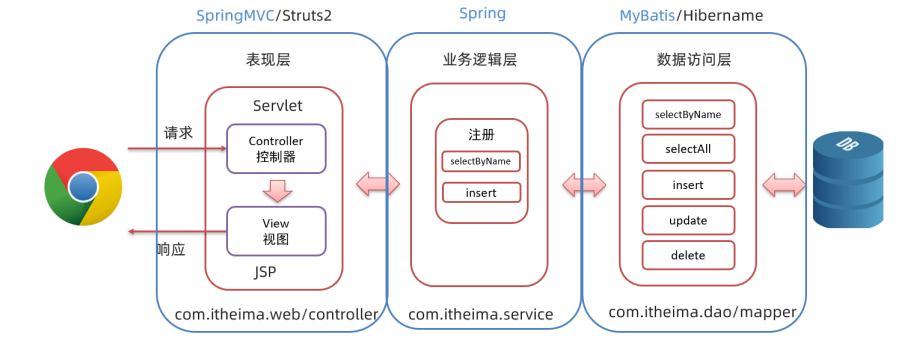 SpringMVC/Struts2
Spring
MyBatis/Hibername
表现层
业务逻辑层
数据访问层
Servlet
请求
Controller
控制器
View
视图
响应
JSP
注册
selectByName
insert
selectByName
selectAll
insert
update
delete
DB
com.itheima.web/controller
com.itheima.service
com.itheima.dao/mapper